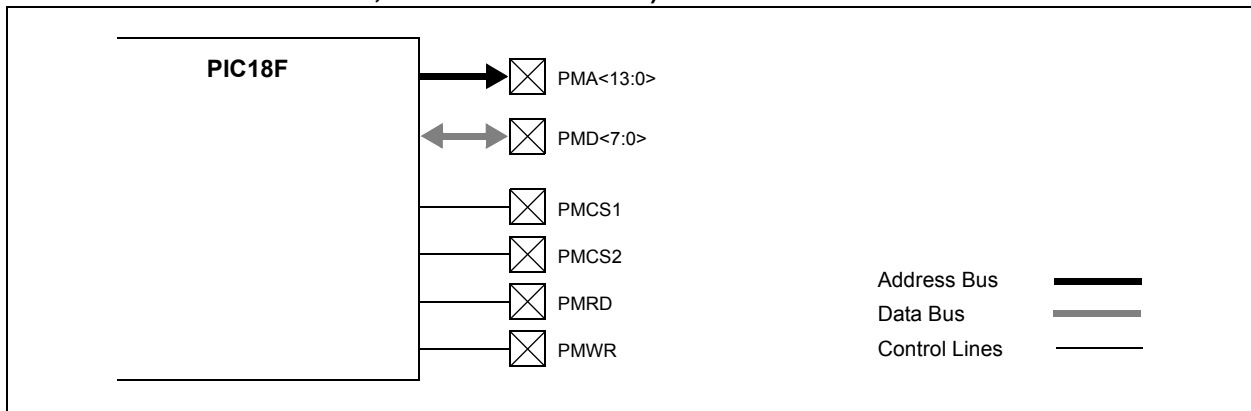 PIC18F
PMA<13:0>
PMD<7:0>
PMCS1
PMCS2
PMRD
PMWR
Address Bus
Data Bus
Control Lines